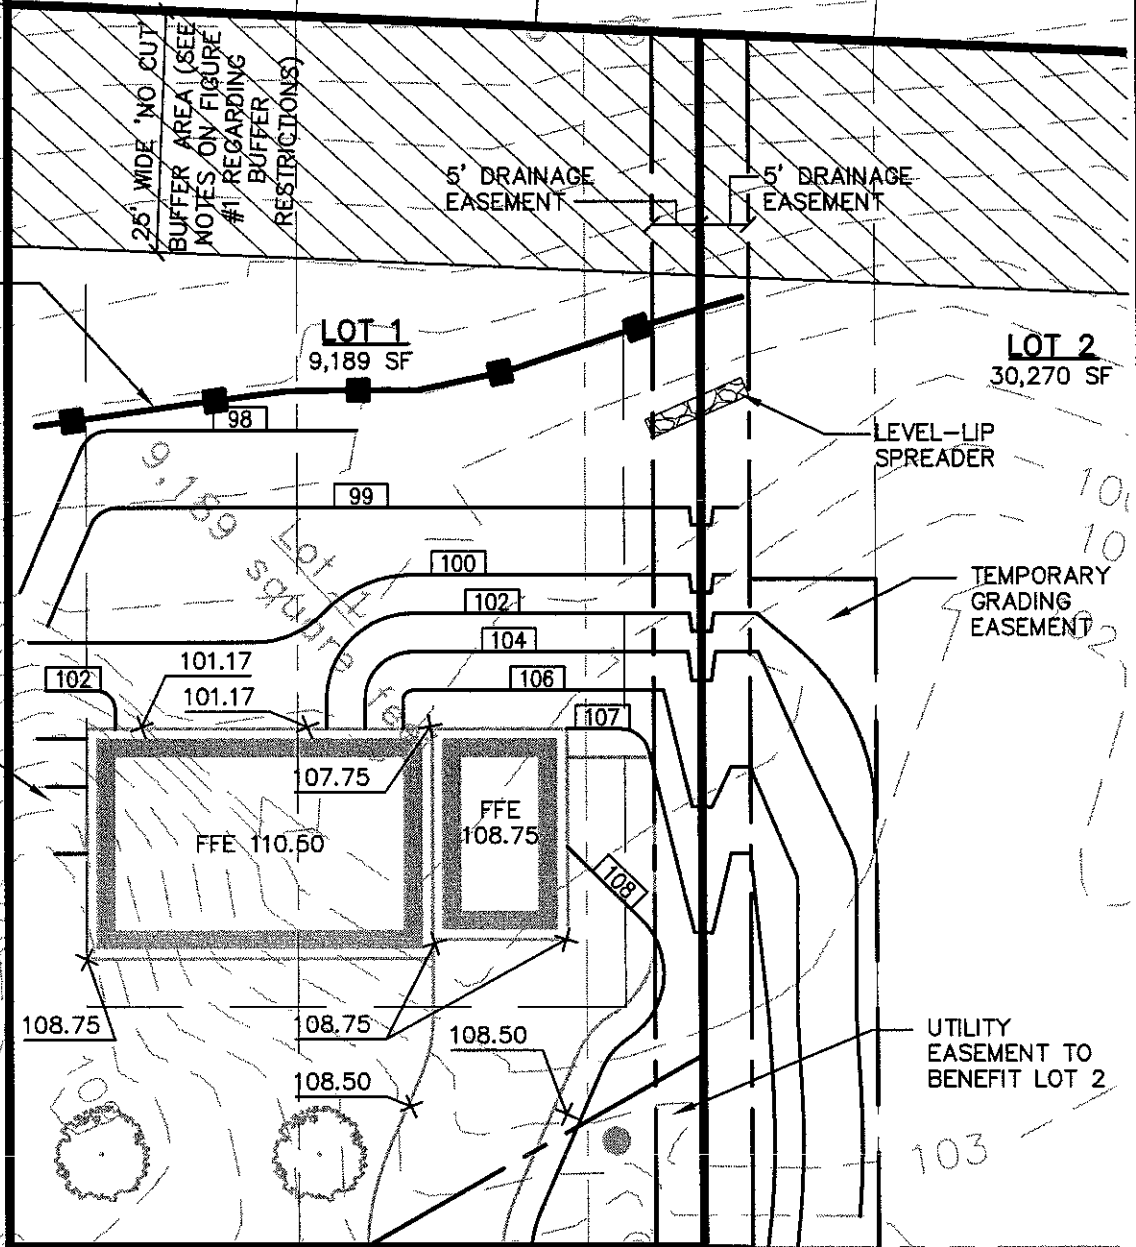 25' WIDE "NO CUT"
BUFFER AREA (SEE
NOTES ON FIGURE
#1 REGARDING
BUFFER
RESTRICTIONS)
5' DRAINAGE
EASEMENT
5' DRAINAGE
EASEMENT
LOT 1
9,189 SF
LOT 2
30,270 SF
98
LEVEL-LIP
SPREADER
9,189
square feet
Lot 1
99
100
102
104
106
107
TEMPORARY
GRADING
EASEMENT
102
101.17
101.17
107.75
FFE 110.50
FFE
108.75
108
108.75
108.75
108.50
108.50
UTILITY
EASEMENT TO
BENEFIT LOT 2
103